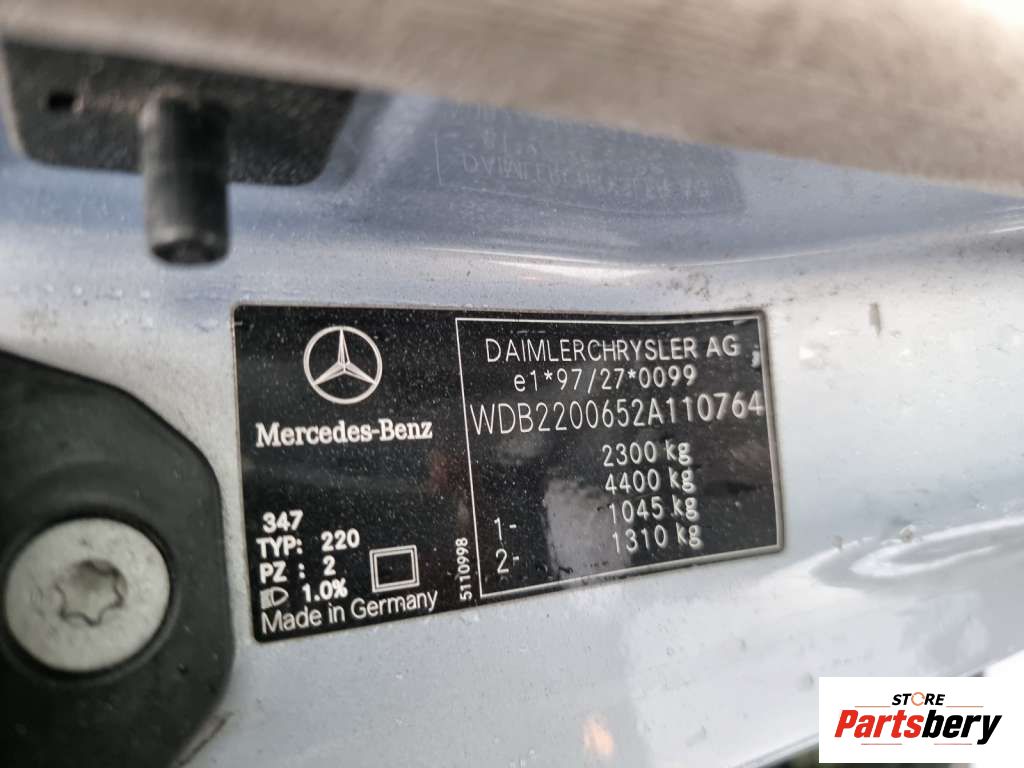 Mercedes-Benz
347
TYP: 220
PZ : 2
1.0%
Made in Germany
5110998
DAIMLERCHRYSLER AG
e1*97/27*0099
WDB2200652A110764
2300 kg
4400 kg
1- 1045 kg
2- 1310 kg
STORE
Partsbery